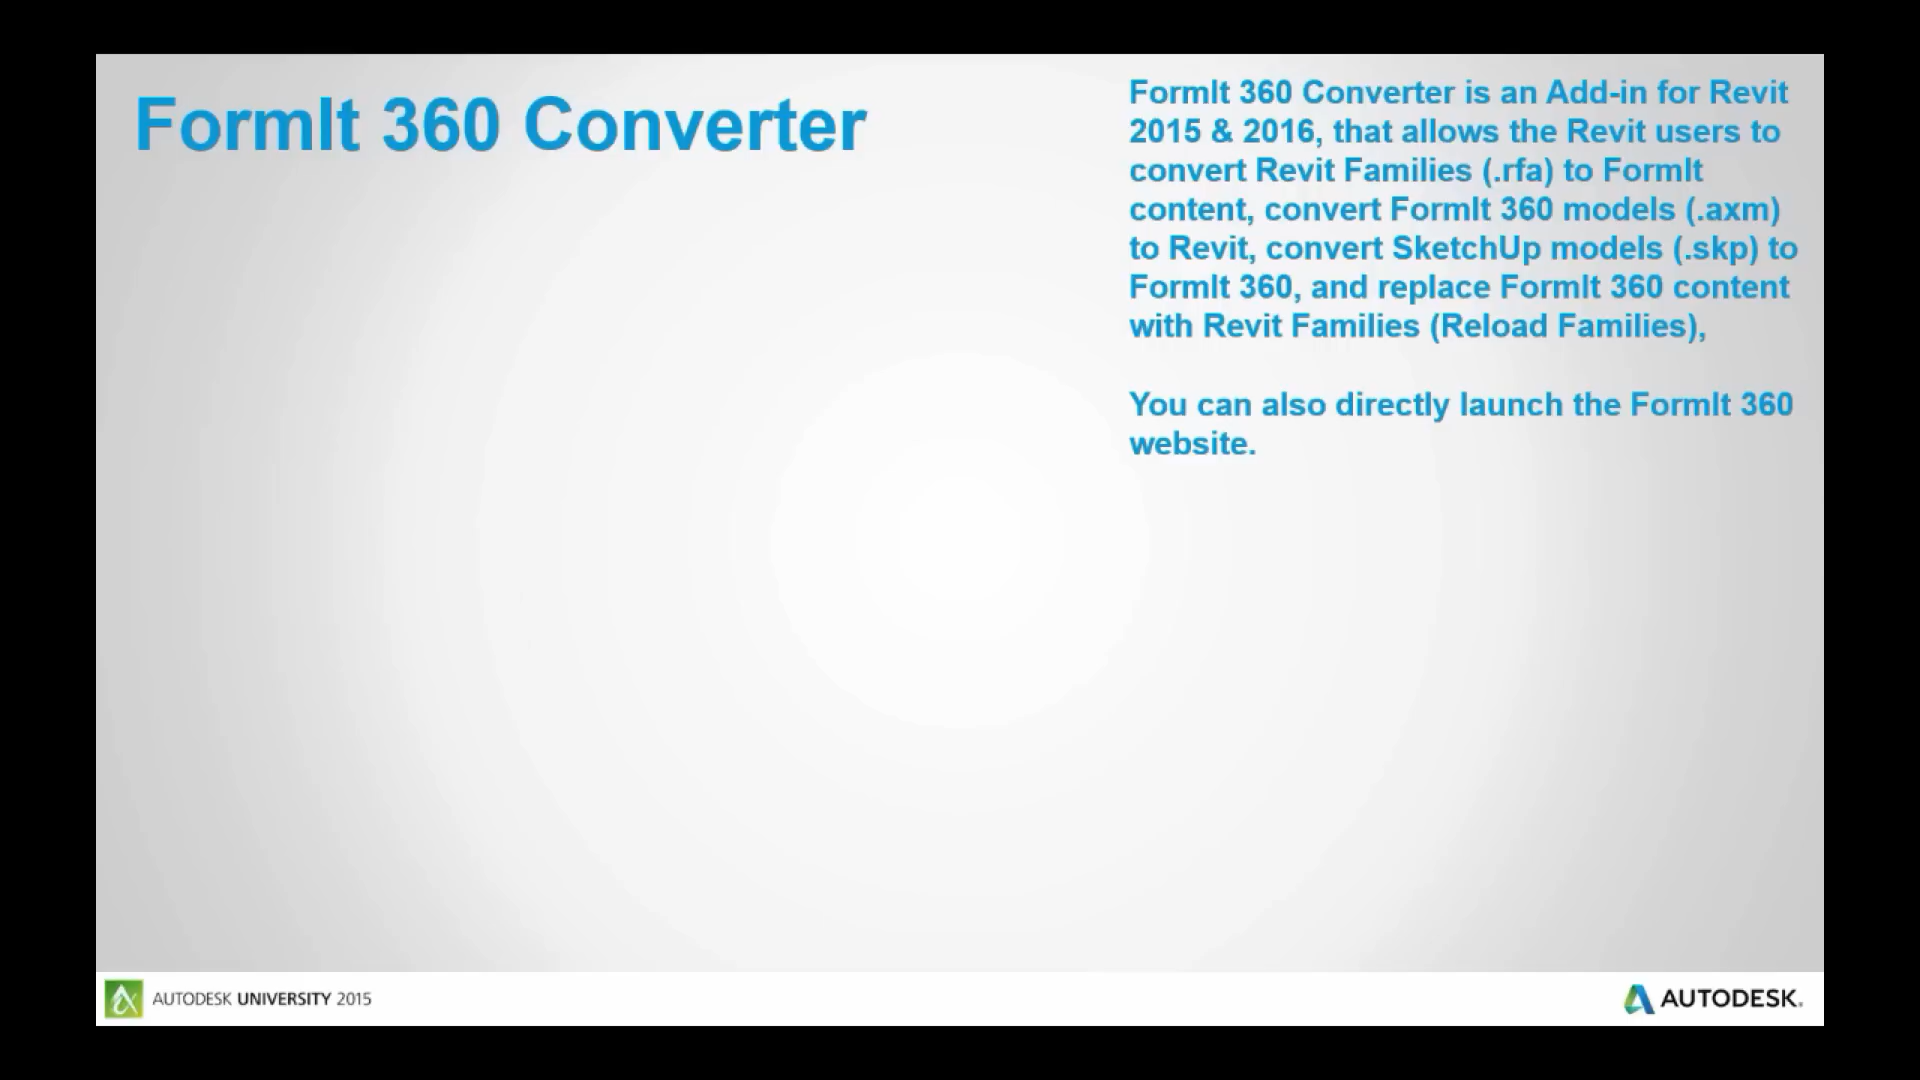 FormIt 360 Converter
FormIt 360 Converter is an Add-in for Revit
2015 & 2016, that allows the Revit users to
convert Revit Families (.rfa) to FormIt
content, convert FormIt 360 models (.axm)
to Revit, convert SketchUp models (.skp) to
FormIt 360, and replace FormIt 360 content
with Revit Families (Reload Families),
You can also directly launch the FormIt 360
website.
AUTODESK UNIVERSITY 2015
AUTODESK.